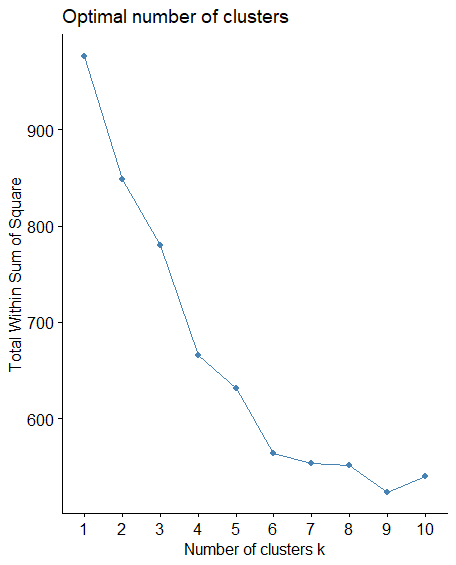 Optimal number of clusters
900
800
700
600
Total Within Sum of Square
1 2 3 4 5 6 7 8 9 10
Number of clusters k